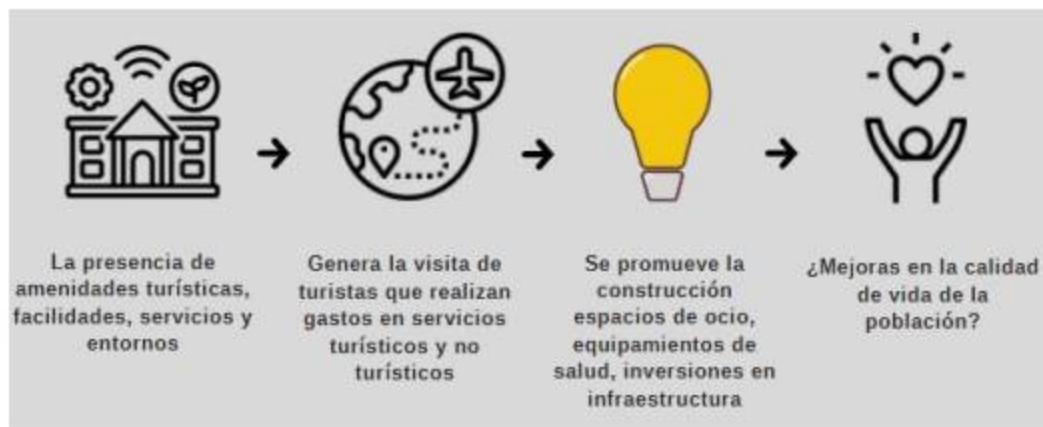 La presencia de
amenidades turísticas,
facilidades, servicios y
entornos
Genera la visita de
turistas que realizan
gastos en servicios
turísticos y no
turísticos
Se promueve la
construcción
espacios de ocio,
equipamientos de
salud, inversiones en
infraestructura
¿Mejoras en la calidad
de vida de la
población?